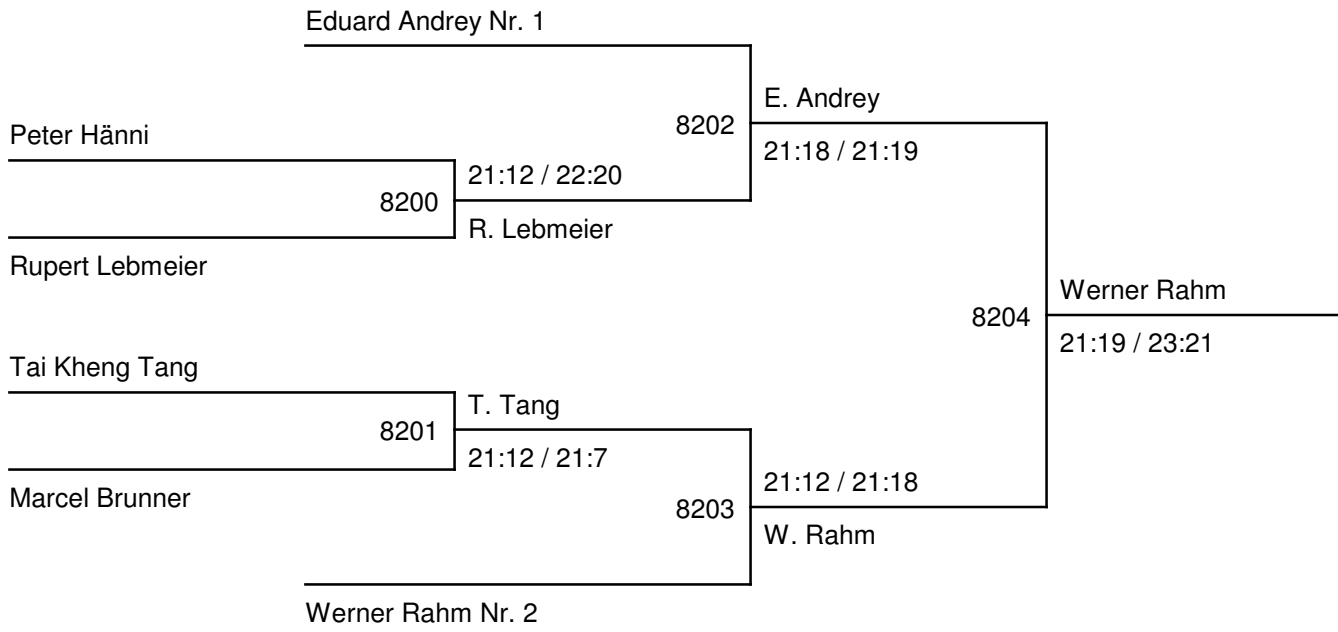 Eduard Andrey Nr. 1
E. Andrey
8202
Peter Hänni
21:18 / 21:19
21:12 / 22:20
8200
R. Lebmeier
Rupert Lebmeier
Werner Rahm
8204
21:19 / 23:21
Tai Kheng Tang
T. Tang
8201
21:12 / 21:7
21:12 / 21:18
Marcel Brunner
8203
W. Rahm
Werner Rahm Nr. 2